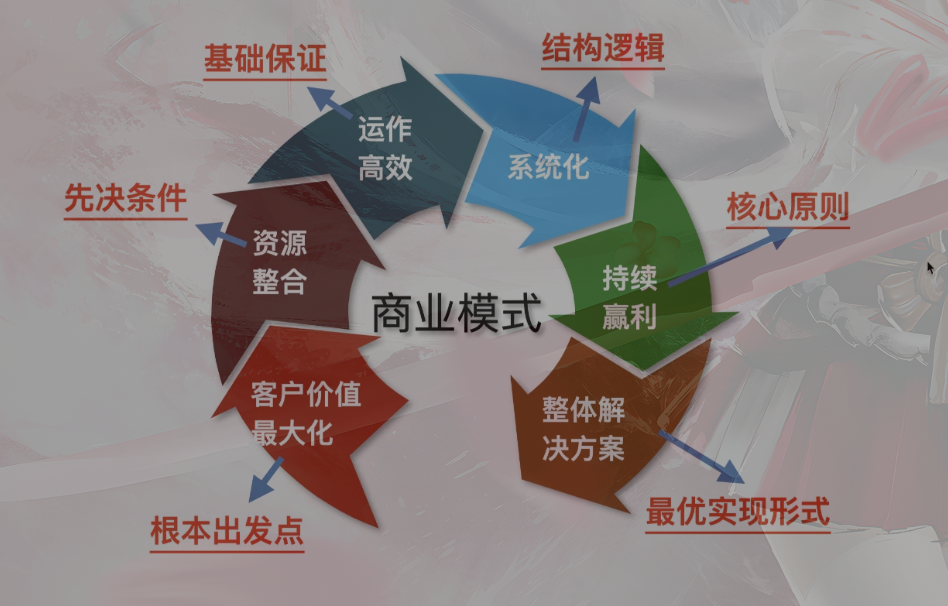 基础保证
结构逻辑
运作
高效
系统化
先决条件
核心原则
资源
整合
持续
赢利
商业模式
客户价值
最大化
整体解
决方案
根本出发点
最优实现形式